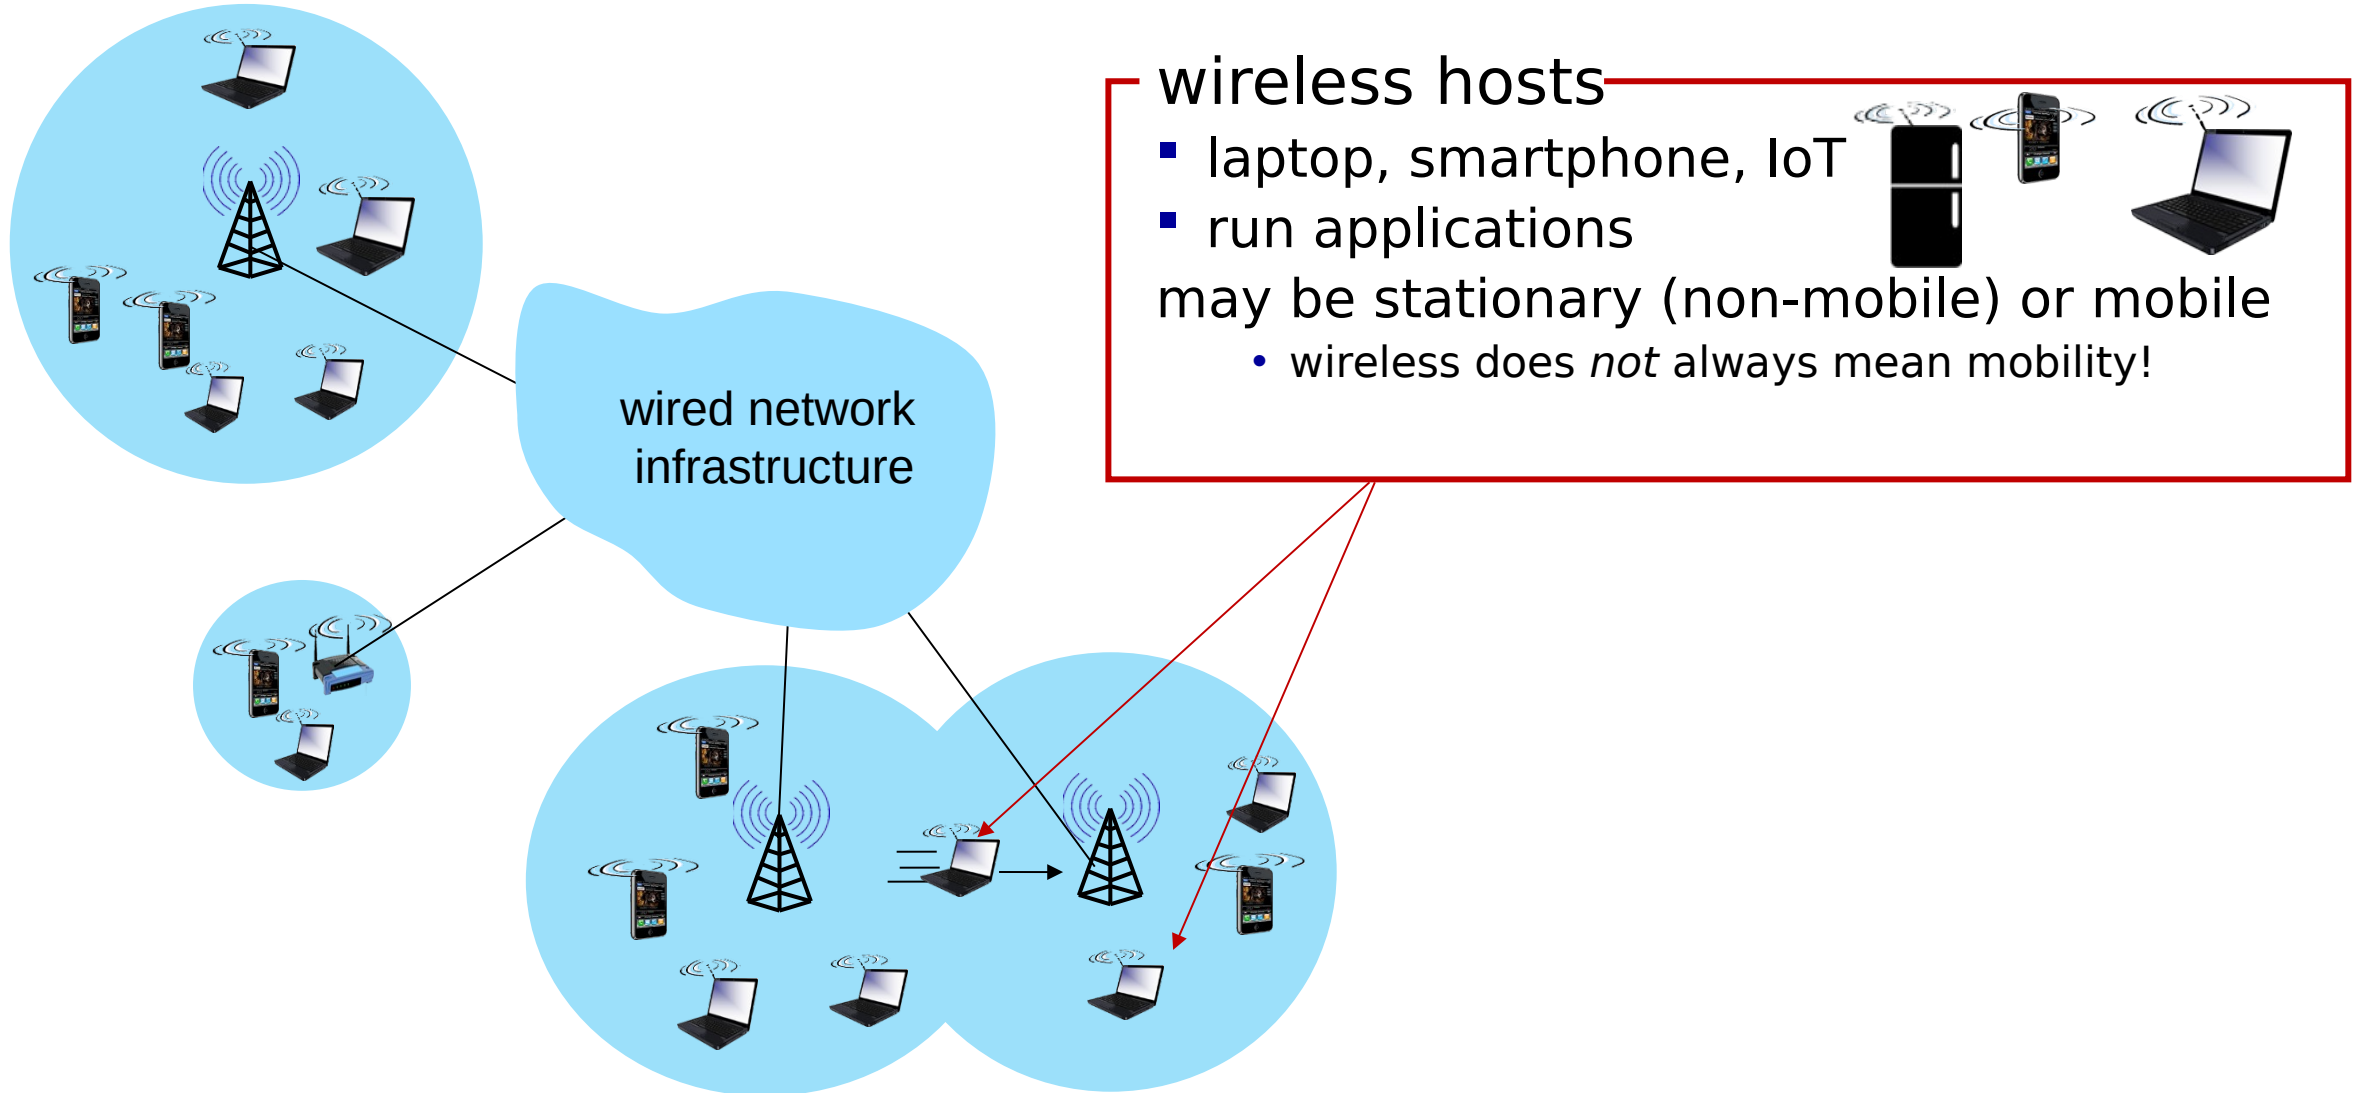 wireless hosts
laptop, smartphone, IoT
run applications
may be stationary (non-mobile) or mobile
wireless does not always mean mobility!
wired network
infrastructure